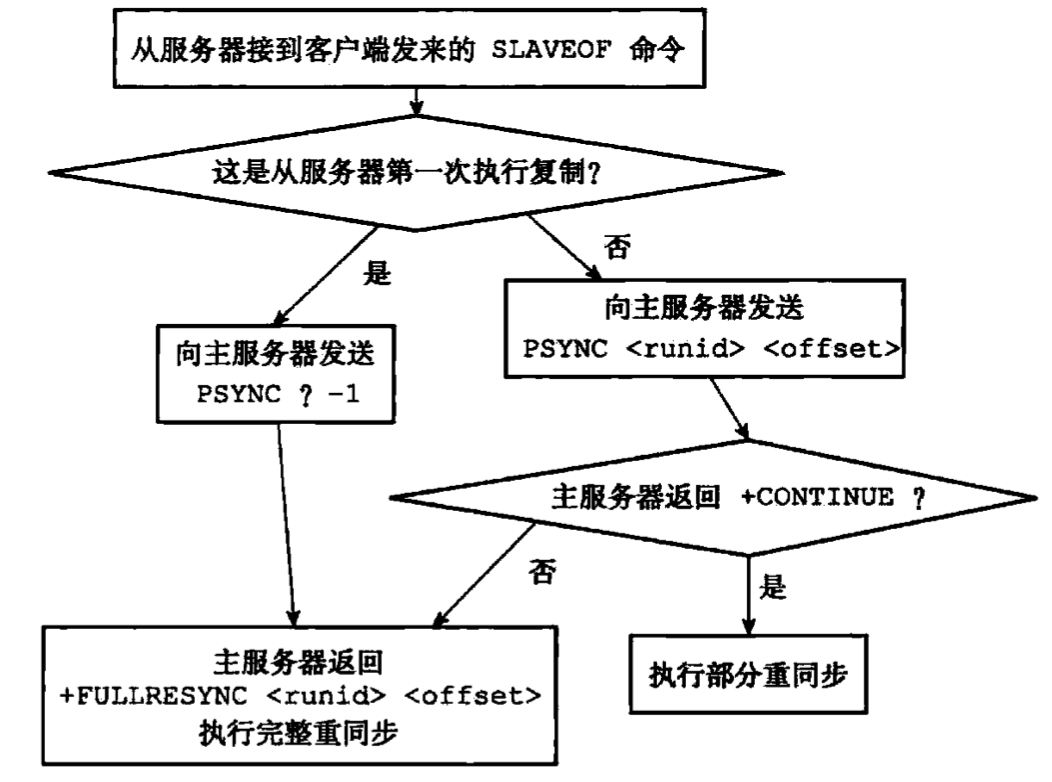 从服务器接到客户端发来的 SLAVEOF 命令
这是从服务器第一次执行复制?
是
否
向主服务器发送
PSYNC ? -1
向主服务器发送
PSYNC <runid> <offset>
主服务器返回 +CONTINUE ?
否
是
主服务器返回
+FULLRESYNC <runid> <offset>
执行完整重同步
执行部分重同步